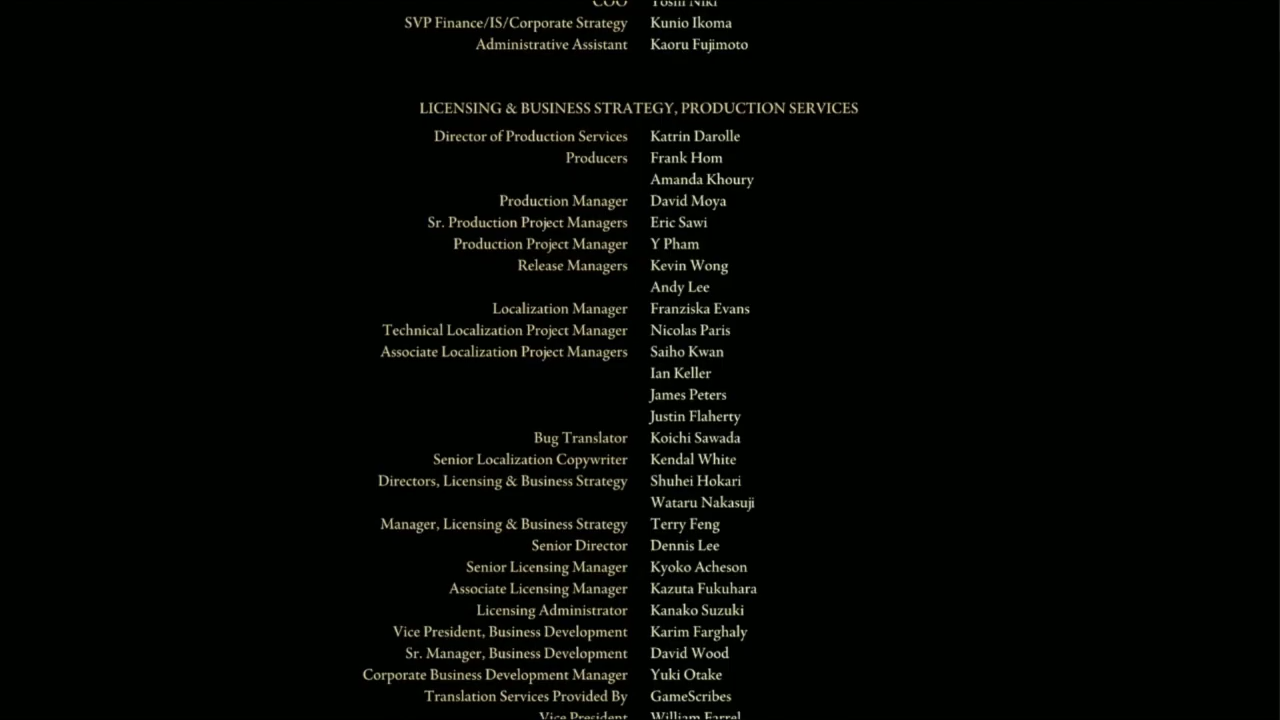 COO Yoshi Niki
SVP Finance/IS/Corporate Strategy Kunio Ikoma
Administrative Assistant Kaoru Fujimoto
LICENSING & BUSINESS STRATEGY, PRODUCTION SERVICES
Director of Production Services Katrin Darolle
Producers Frank Hom
Amanda Khoury
Production Manager David Moya
Sr. Production Project Managers Eric Sawi
Production Project Manager Y Pham
Release Managers Kevin Wong
Andy Lee
Localization Manager Franziska Evans
Technical Localization Project Manager Nicolas Paris
Associate Localization Project Managers Saiho Kwan
Ian Keller
James Peters
Justin Flaherty
Bug Translator Koichi Sawada
Senior Localization Copywriter Kendal White
Directors, Licensing & Business Strategy Shuhei Hokari
Wataru Nakasuji
Manager, Licensing & Business Strategy Terry Feng
Senior Director Dennis Lee
Senior Licensing Manager Kyoko Acheson
Associate Licensing Manager Kazuta Fukuhara
Licensing Administrator Kanako Suzuki
Vice President, Business Development Karim Farghaly
Sr. Manager, Business Development David Wood
Corporate Business Development Manager Yuki Otake
Translation Services Provided By GameScribes
Vice President William Farrel